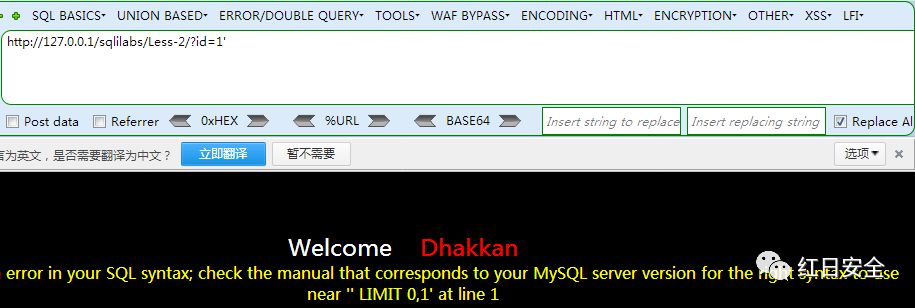 SQL BASICS UNION BASED ERROR/DOUBLE QUERY TOOLS WAF BYPASS ENCODING HTML ENCRYPTION OTHER XSS LFI
http://127.0.0.1/sqlilabs/Less-2/?id=1'
Post data Referrer 0xHEX %URL BASE64 Insert string to replace Insert replacing string Replace Al
言为英文，是否需要翻译为中文？ 立即翻译 暂不需要 选项
Welcome Dhakkan
error in your SQL syntax; check the manual that corresponds to your MySQL server version for the right syntax to use
near '' LIMIT 0,1' at line 1
红日安全